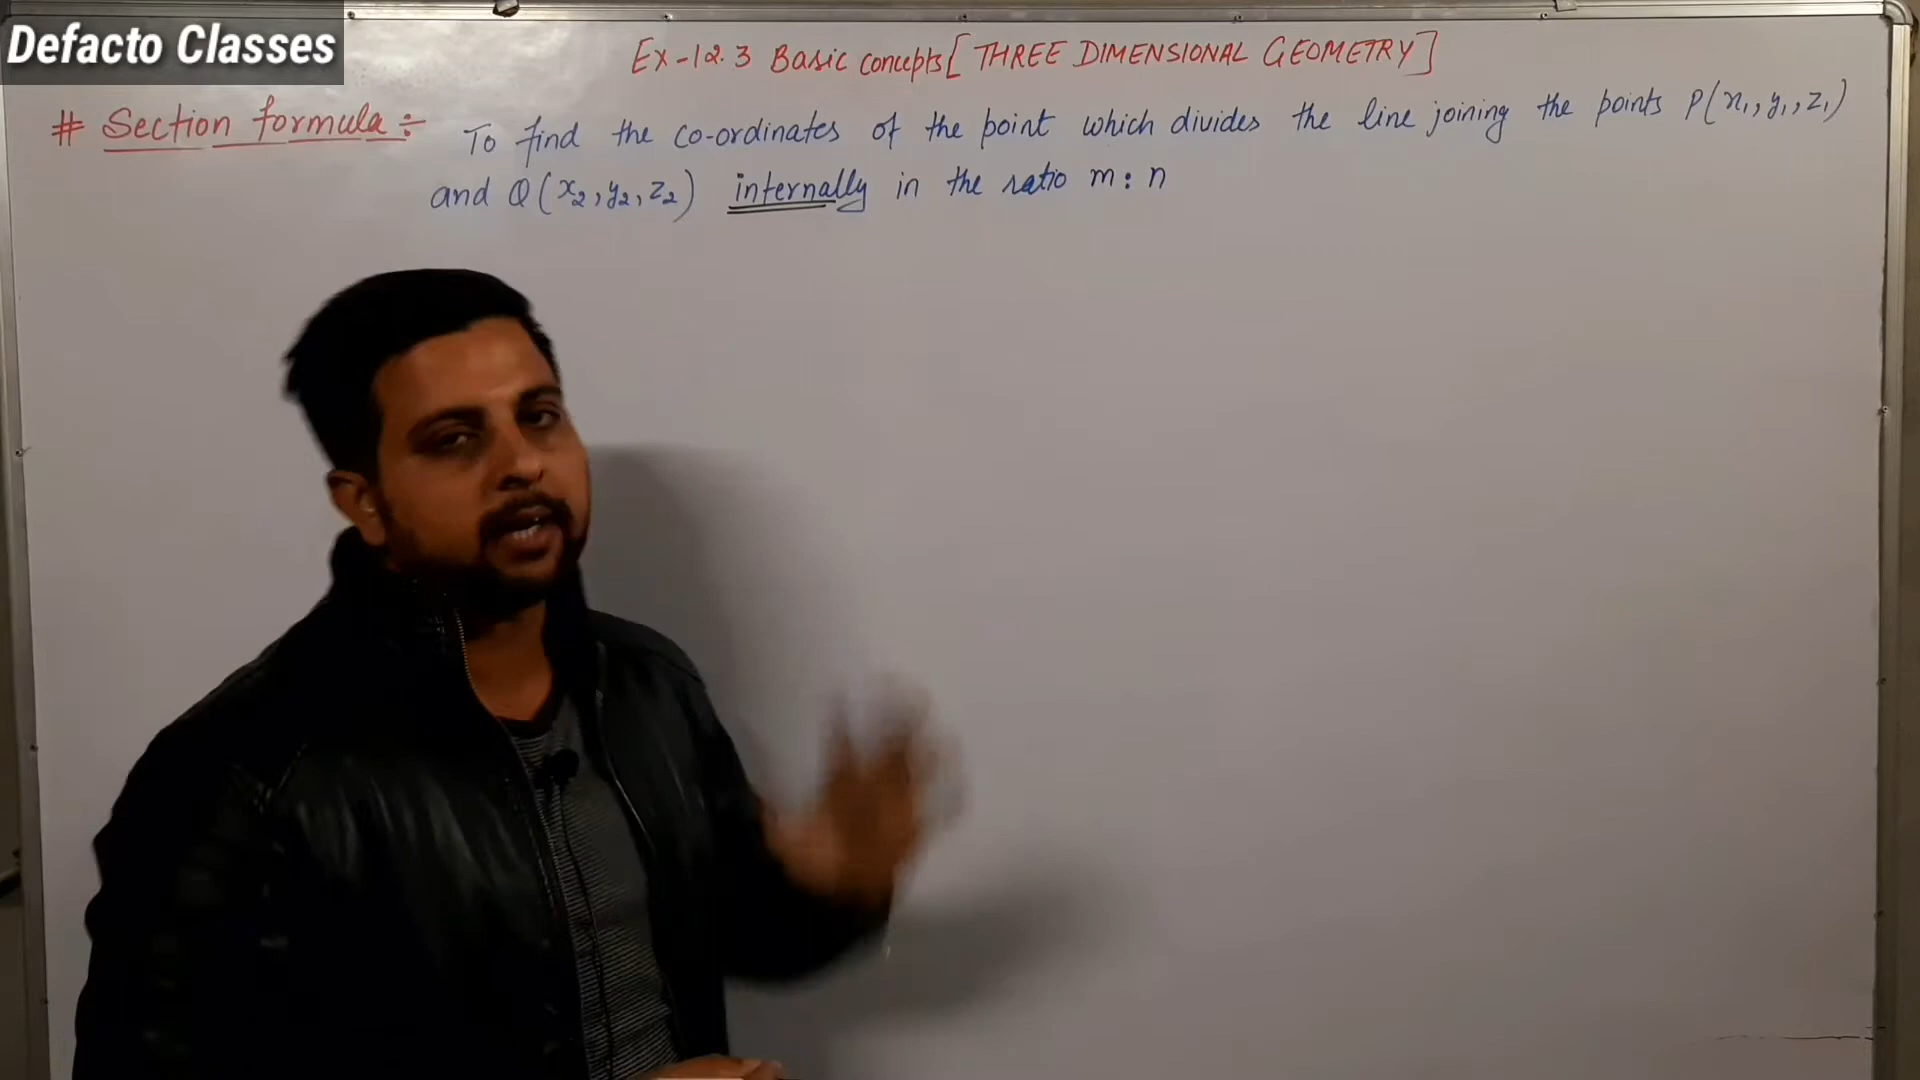 Defacto Classes
Ex-12.3 Basic concepts [THREE DIMENSIONAL GEOMETRY]
# Section formula :- To find the co-ordinates of the point which divides the line joining the points P(x₁, y₁, z₁)
and Q(x₂, y₂, z₂) internally in the ratio m : n